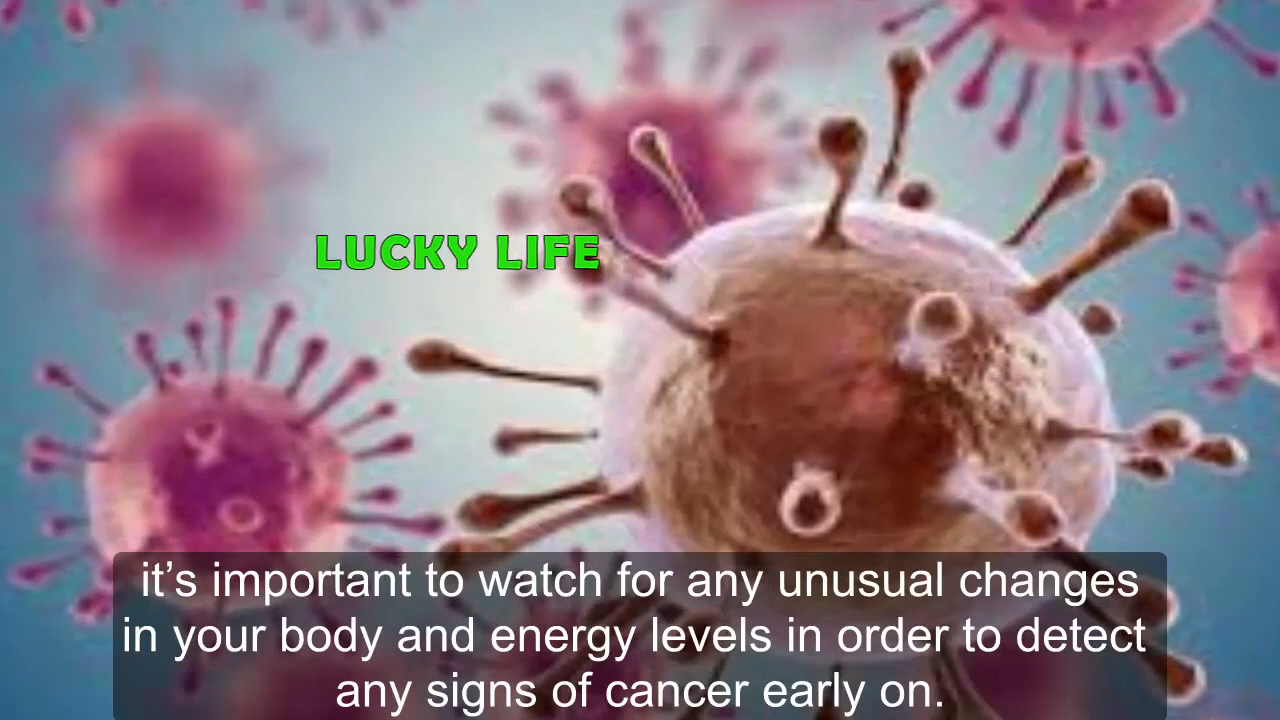 LUCKY LIFE
it’s important to watch for any unusual changes
in your body and energy levels in order to detect
any signs of cancer early on.